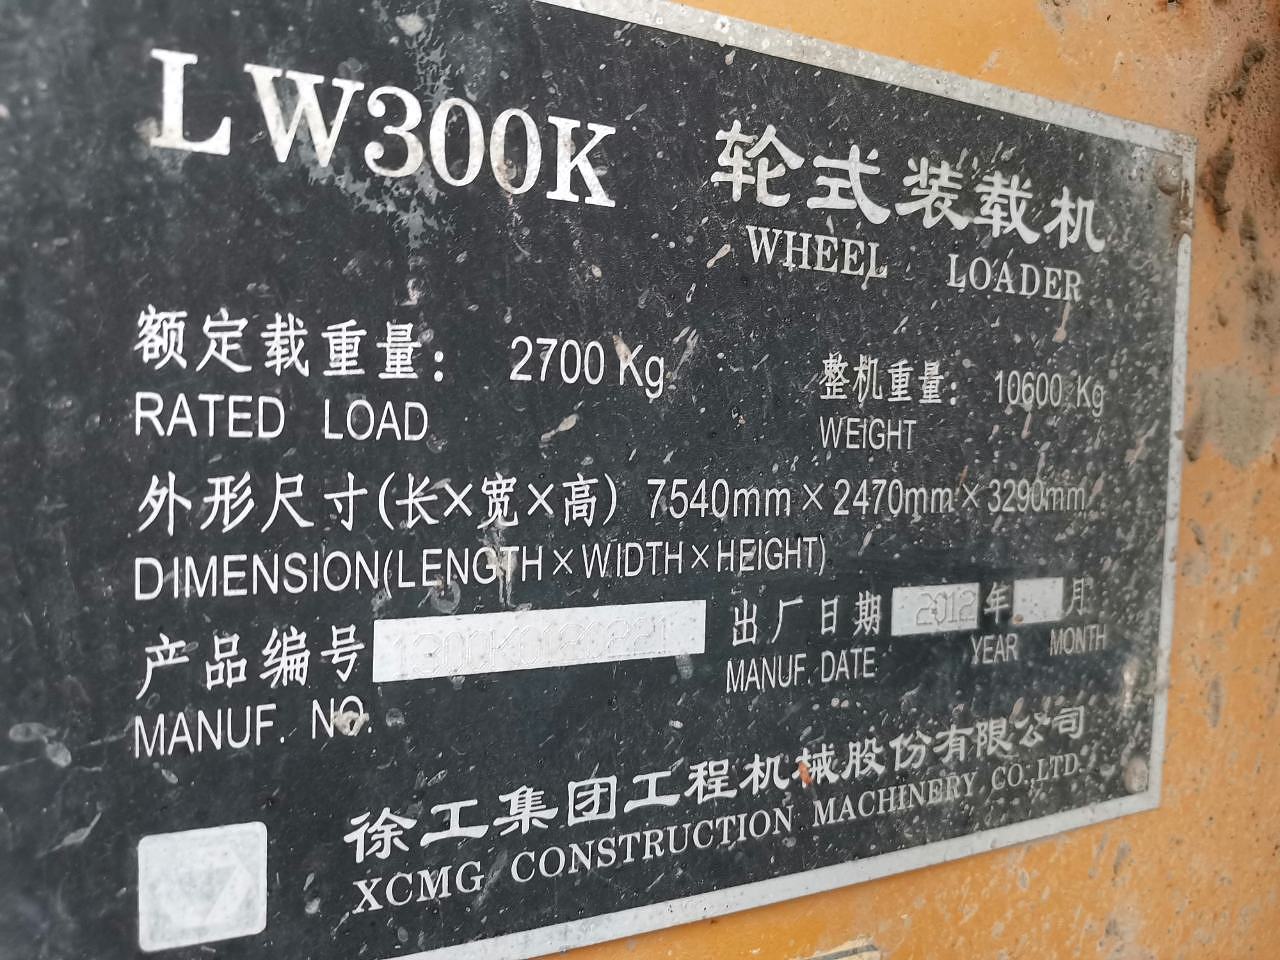 LW300K 轮式装载机
WHEEL LOADER
额定载重量: 2700 Kg 整机重量: 10600 Kg
RATED LOAD WEIGHT
外形尺寸(长×宽×高) 7540mm×2470mm×3290mm
DIMENSION(LENGTH×WIDTH×HEIGHT)
产品编号 出厂日期 2012 年 月
MANUF. NO. MANUF. DATE YEAR MONTH
徐工集团工程机械股份有限公司
XCMG CONSTRUCTION MACHINERY CO.,LTD.